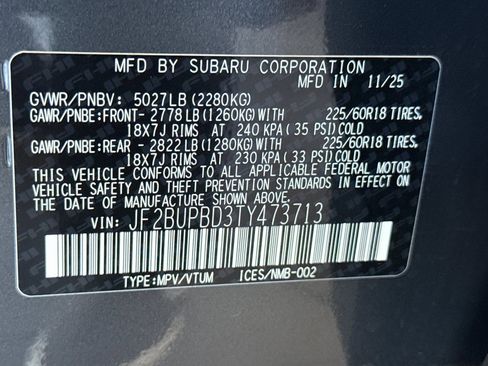 MFD BY SUBARU CORPORATION
MFD IN 11/25
GVWR/PNBV: 5027LB (2280KG)
GAWR/PNBE:FRONT- 2778LB (1260KG)WITH 225/60R18 TIRES,
18X7J RIMS AT 240 KPA (35 PSI)COLD
GAWR/PNBE:REAR - 2822LB (1280KG)WITH 225/60R18 TIRES,
18X7J RIMS AT 230 KPA (33 PSI)COLD
THIS VEHICLE CONFORMS TO ALL APPLICABLE FEDERAL MOTOR
VEHICLE SAFETY AND THEFT PREVENTION STANDARDS IN EFFECT
ON THE DATE OF MANUFACTURE SHOWN ABOVE.
VIN: JF2BUPBD3TY473713
TYPE:MPV/VTUM ICES/NMB-002